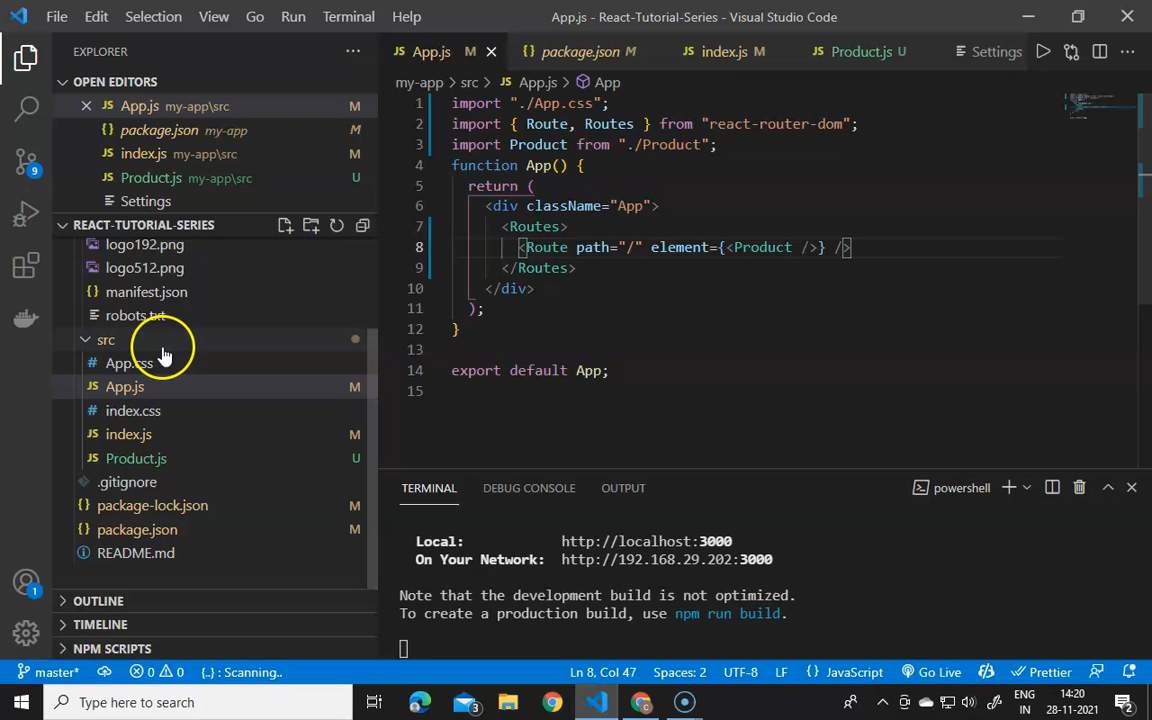 File Edit Selection View Go Run Terminal Help App.js - React-Tutorial-Series - Visual Studio Code
EXPLORER ···
App.js M
package.json M
index.js M
Product.js U
Settings
OPEN EDITORS
App.js my-app\src M
package.json my-app M
index.js my-app\src M
Product.js my-app\src U
Settings
REACT-TUTORIAL-SERIES
logo192.png
logo512.png
manifest.json
robots.txt
src
App.css
App.js M
index.css
index.js M
Product.js U
.gitignore
package-lock.json M
package.json M
README.md
OUTLINE
TIMELINE
NPM SCRIPTS
my-app > src > JS App.js > App
1 import "./App.css";
2 import { Route, Routes } from "react-router-dom";
3 import Product from "./Product";
4 function App() {
5 return (
6 <div className="App">
7 <Routes>
8 <Route path="/" element={<Product />} />
9 </Routes>
10 </div>
11 );
12 }
13
14 export default App;
15
TERMINAL DEBUG CONSOLE OUTPUT powershell
Local: http://localhost:3000
On Your Network: http://192.168.29.202:3000
Note that the development build is not optimized.
To create a production build, use npm run build.
9
1
master* 0 0 {..} : Scanning.. Ln 8, Col 47 Spaces: 2 UTF-8 LF { } JavaScript Go Live Prettier
Type here to search
3
ENG
IN
14:20
28-11-2021
2